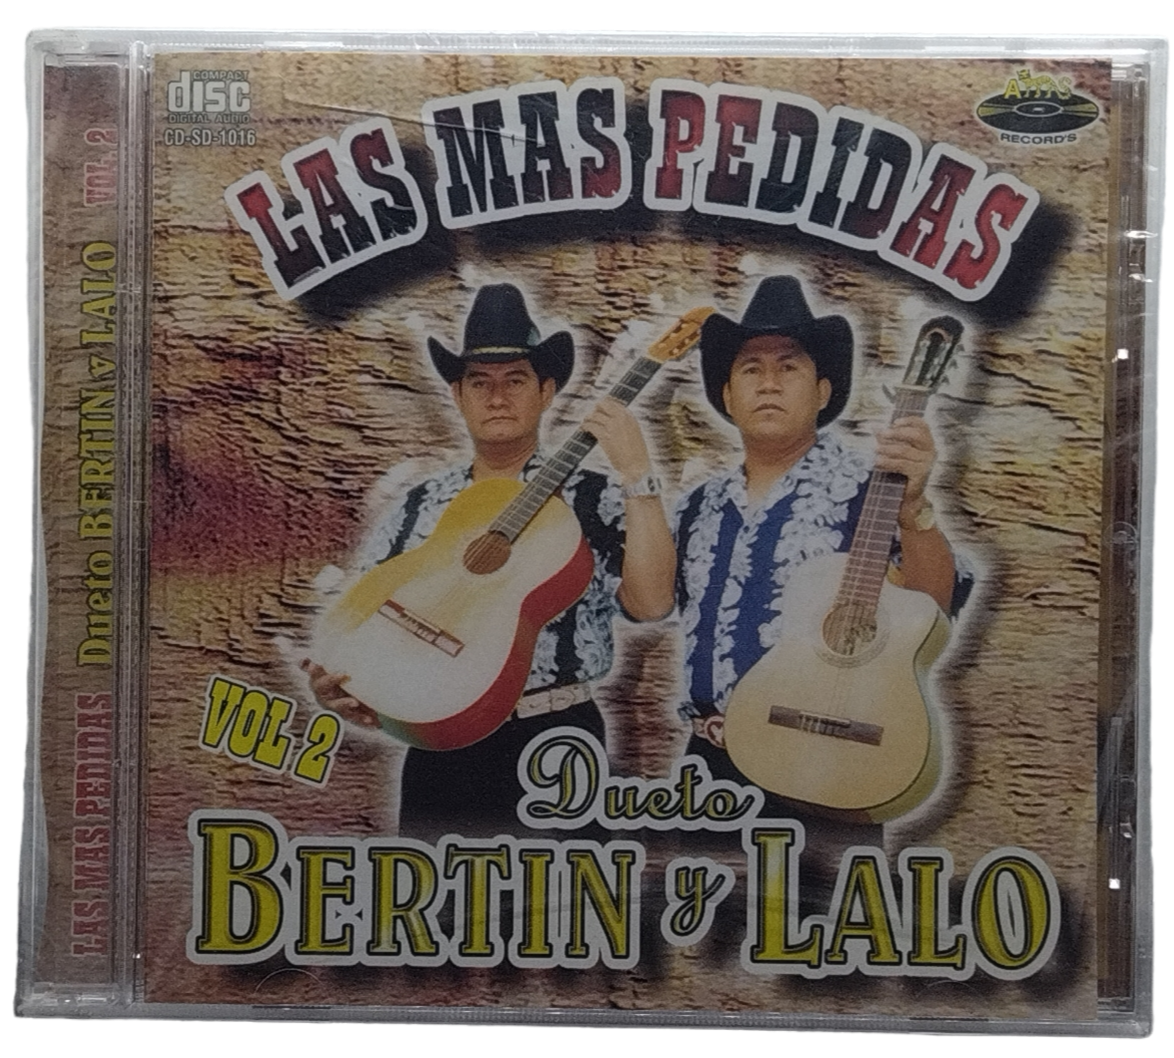 COMPACT
disc
DIGITAL AUDIO
CD-SD-1016
RECORD'S
LAS MAS PEDIDAS
VOL 2
Dueto
BERTIN y LALO
LAS MAS PEDIDAS Dueto BERTIN y LALO VOL. 2